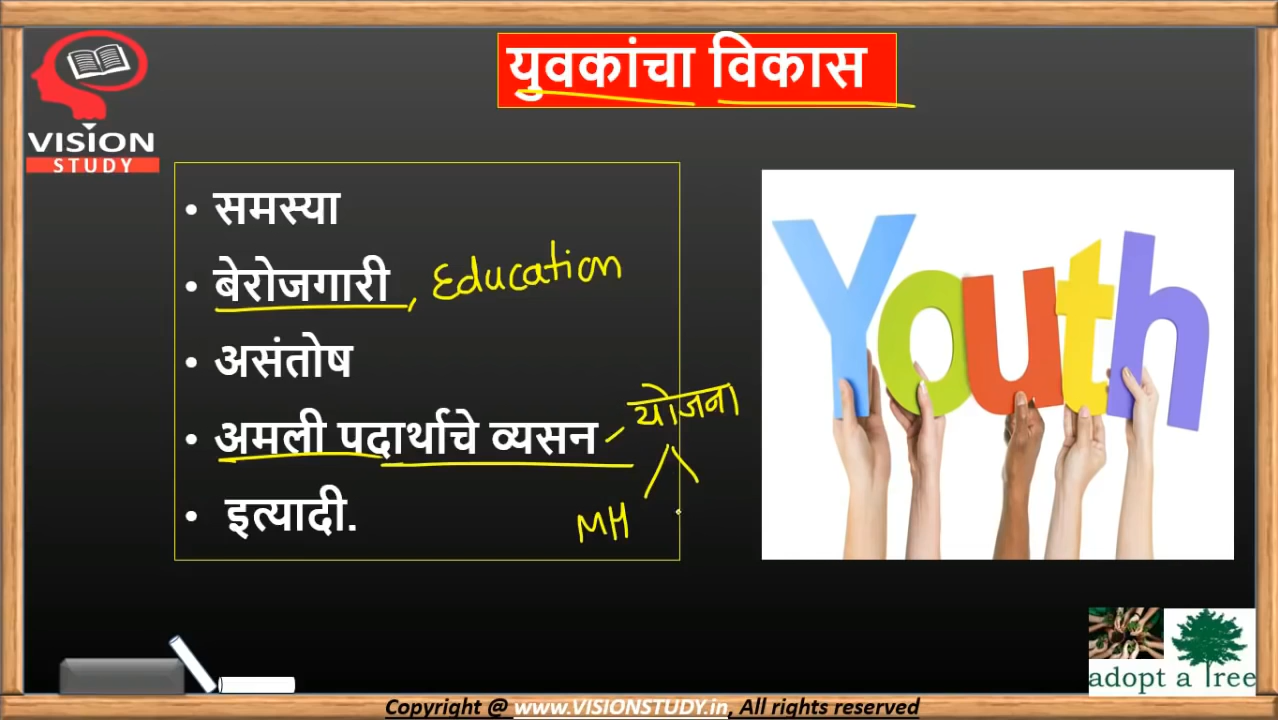 युवकांचा विकास
VISION
STUDY
• समस्या
• बेरोजगारी , Education
• असंतोष
• अमली पदार्थाचे व्यसन – योजना
MH
• इत्यादी.
Youth
adopt a Tree
Copyright @ www.VISIONSTUDY.in, All rights reserved